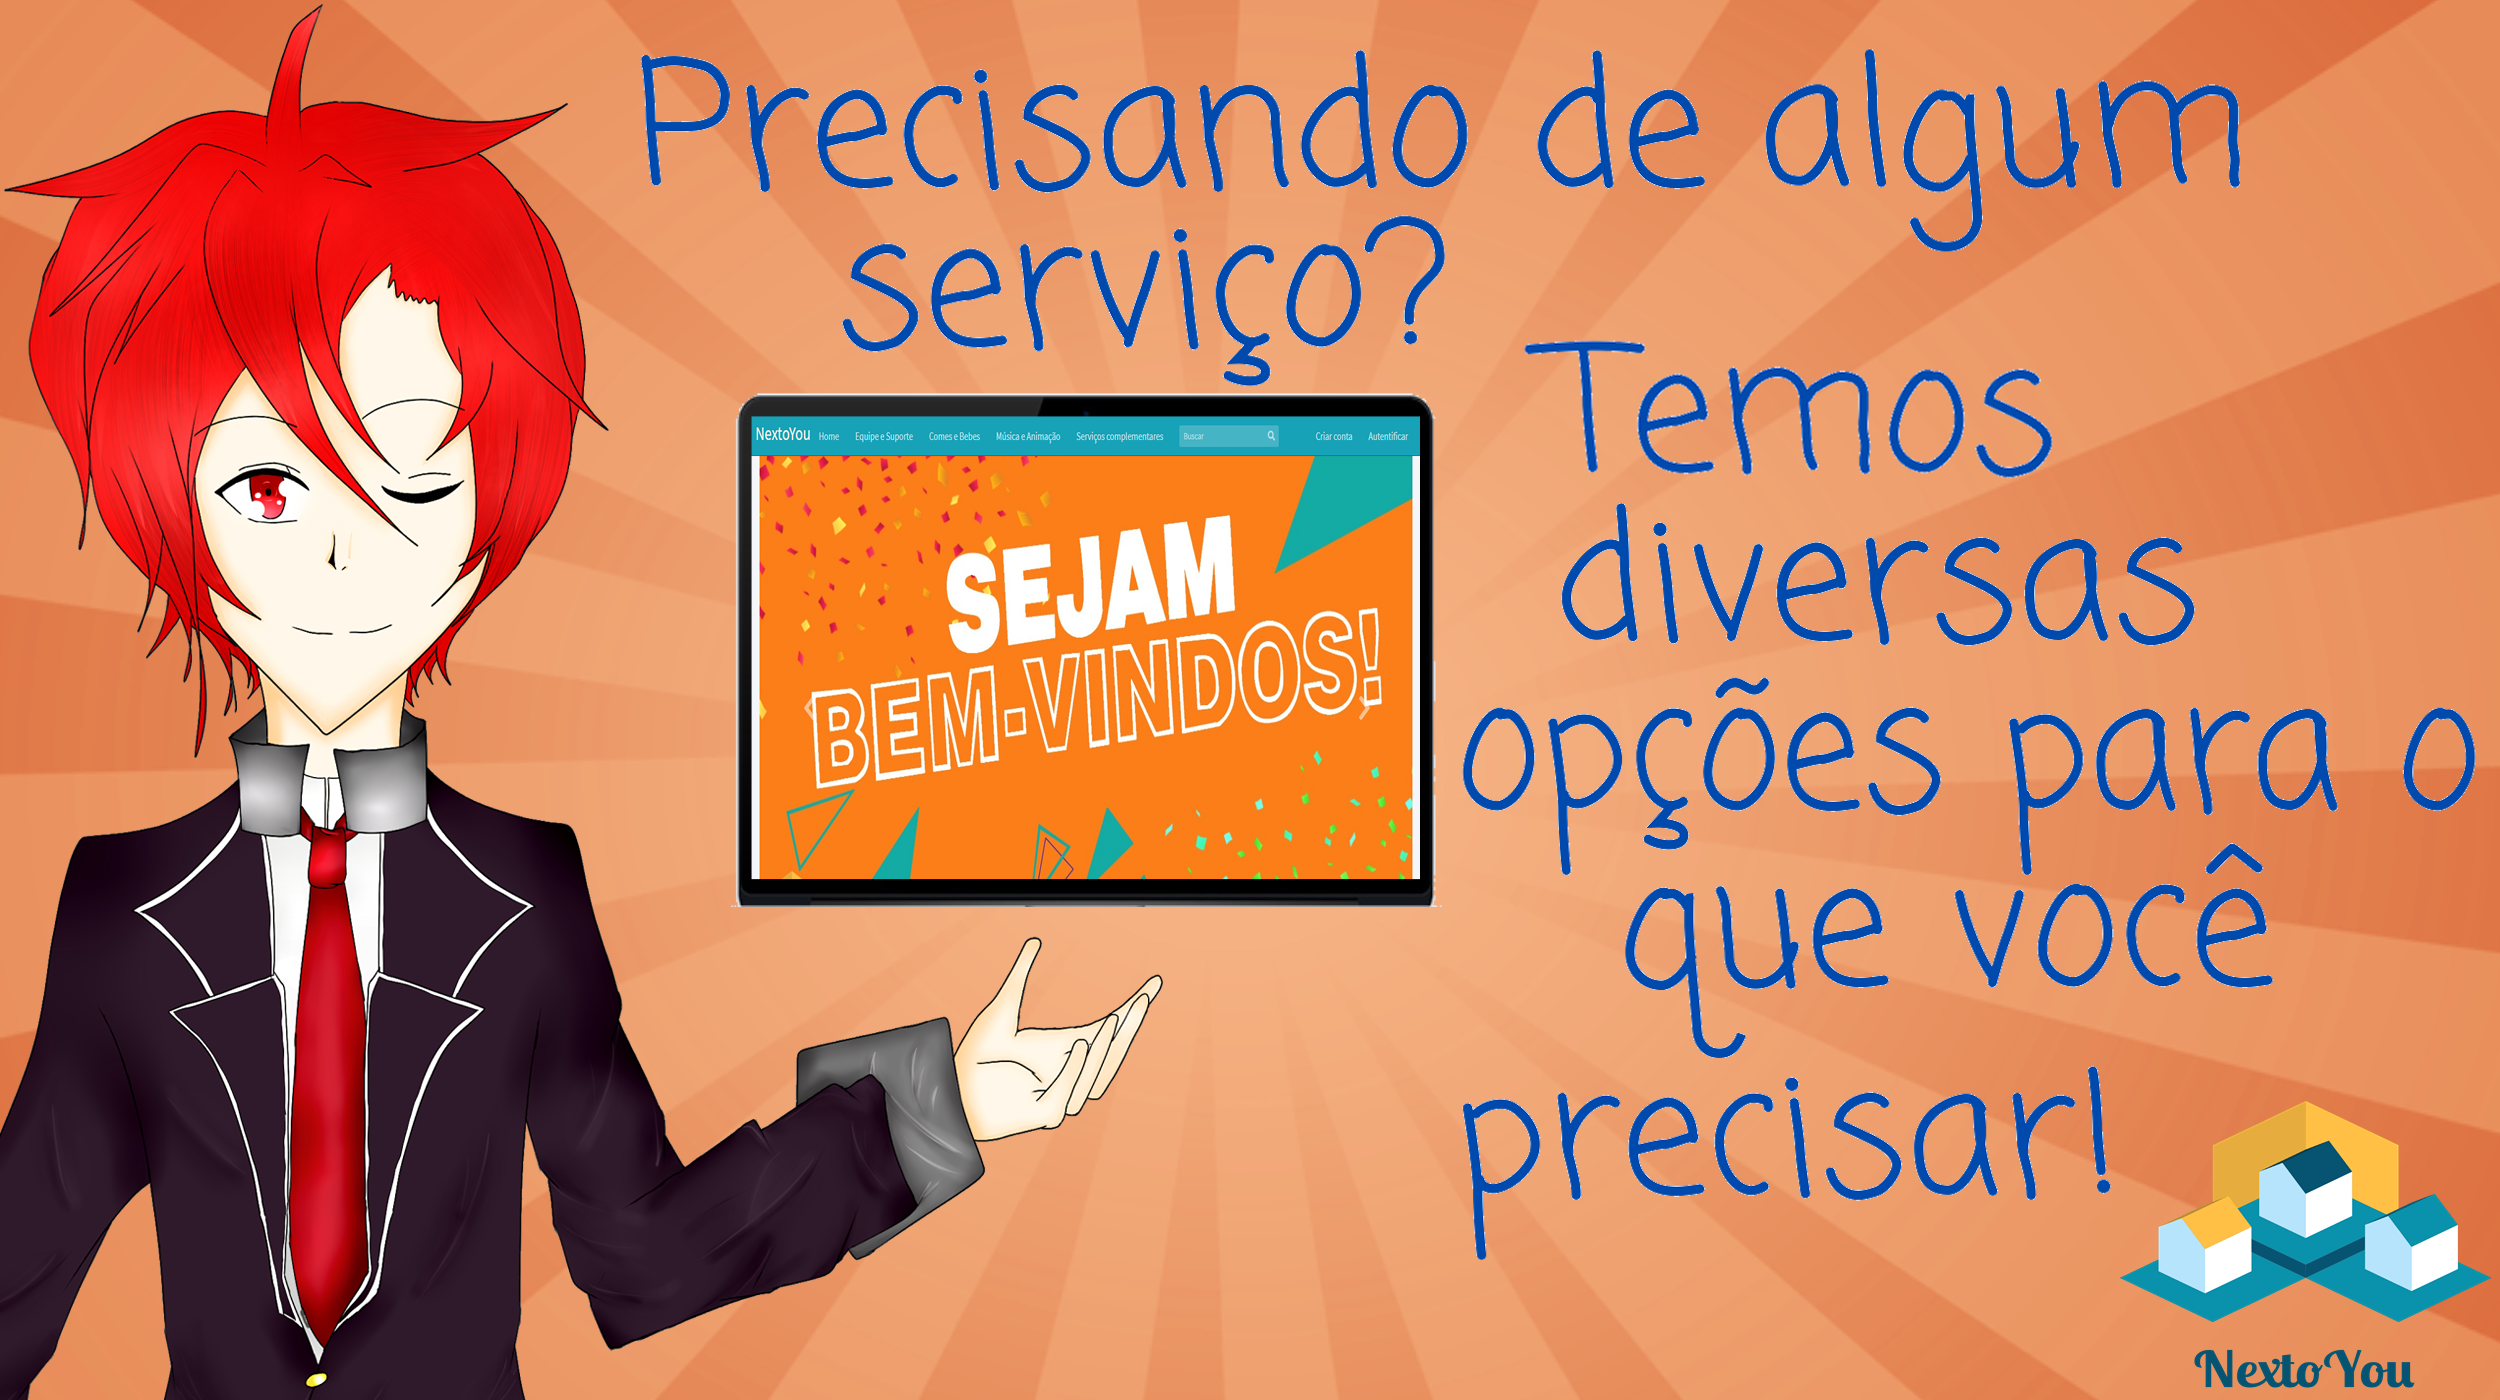 Precisando de algum
serviço?
Temos
diversas
opções para o
que você
precisar!
NextoYou Home Equipe e Suporte Comes e Bebes Música e Animação Serviços complementares Buscar Criar conta Autentificar
SEJAM
BEM-VINDOS!
NextoYou